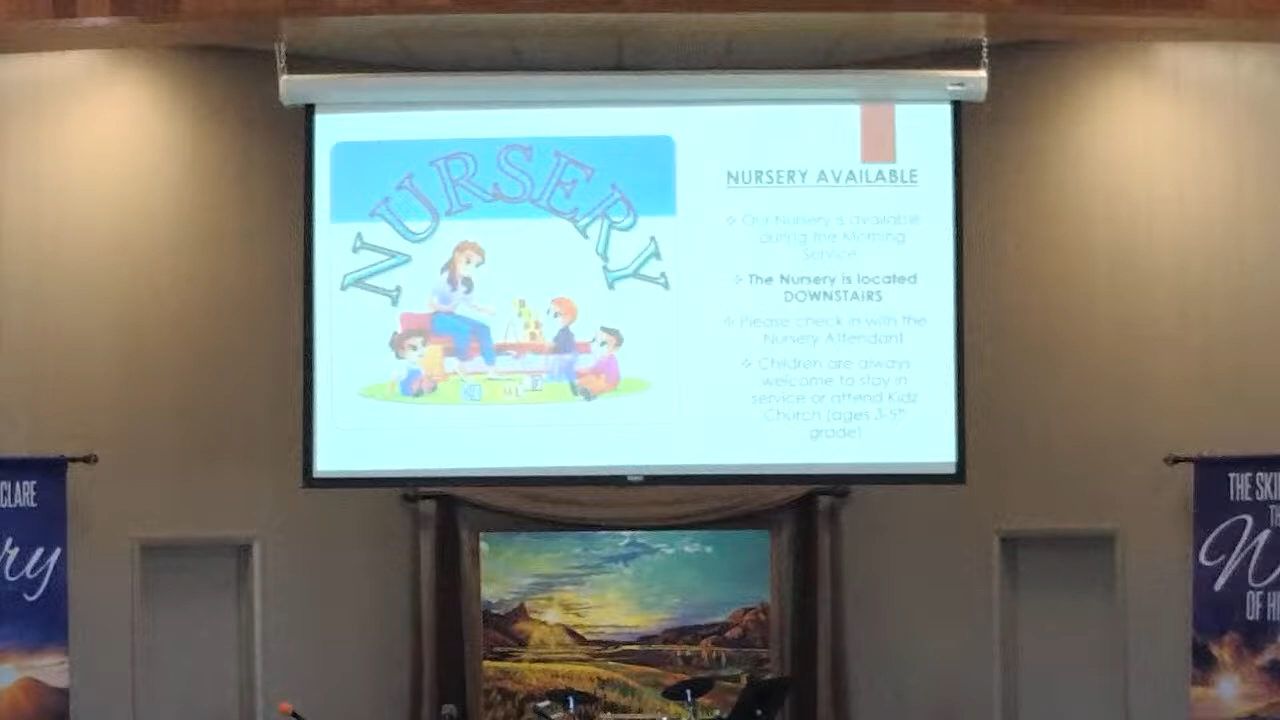 NURSERY
NURSERY AVAILABLE
Our Nursery is available
during the Morning
Service
The Nursery is located
DOWNSTAIRS
Please check in with the
Nursery Attendant
Children are always
welcome to stay in
service or attend Kidz
Church (ages 3-5th
grade)
CLARE
ry
THE SKI
T
W
OF H